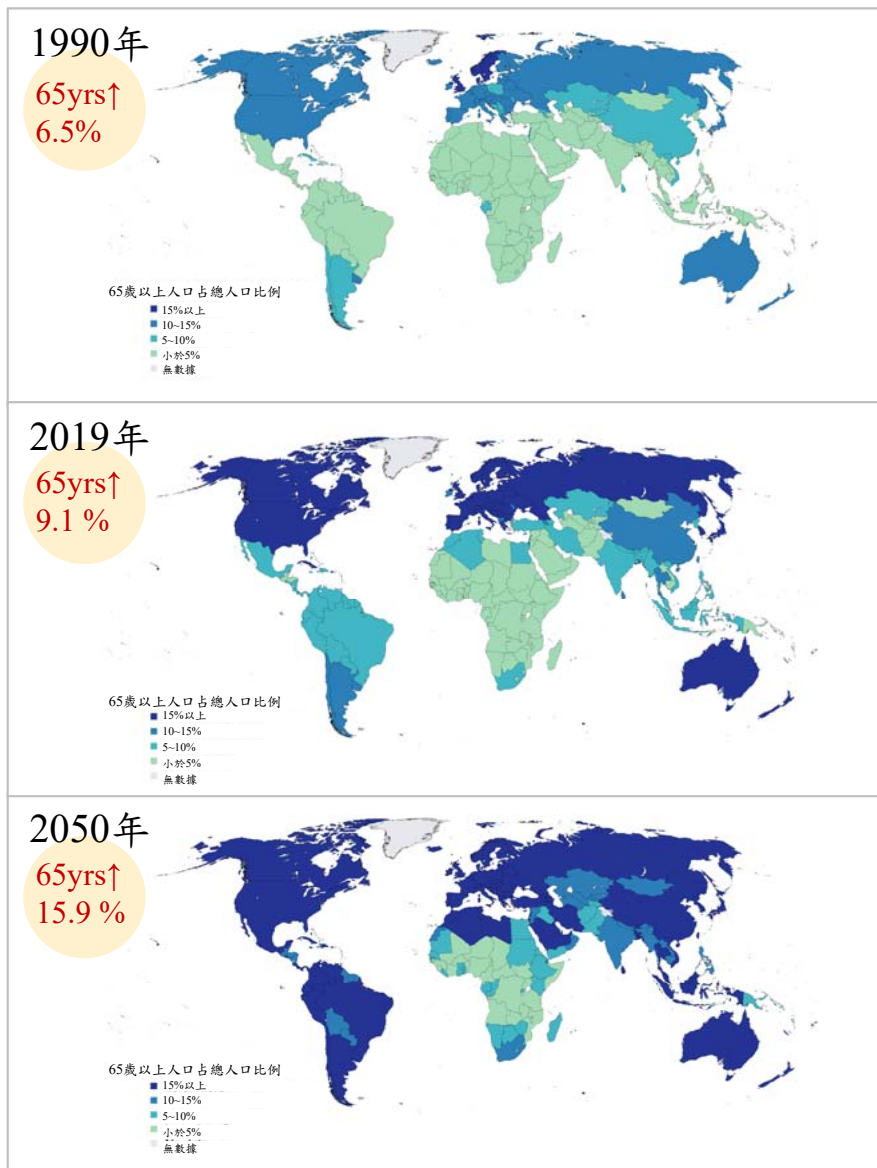 1990年
65yrs↑
6.5%
65歲以上人口占總人口比例
15%以上
10~15%
5~10%
小於5%
無數據
2019年
65yrs↑
9.1 %
65歲以上人口占總人口比例
15%以上
10~15%
5~10%
小於5%
無數據
2050年
65yrs↑
15.9 %
65歲以上人口占總人口比例
15%以上
10~15%
5~10%
小於5%
無數據